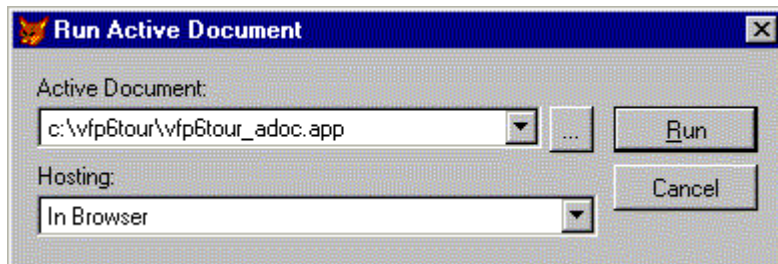 Run Active Document
Active Document:
c:\vfp6tour\vfp6tour_adoc.app
...
Run
Hosting:
Cancel
In Browser